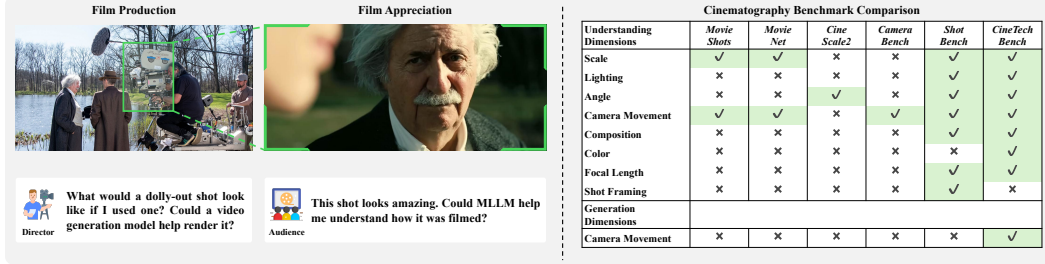 Film Production
Film Appreciation
What would a dolly-out shot look
like if I used one? Could a video
generation model help render it?
Director
This shot looks amazing. Could MLLM help
me understand how it was filmed?
Audience
Cinematography Benchmark Comparison
Understanding Dimensions | Movie Shots | Movie Net | Cine Scale2 | Camera Bench | Shot Bench | CineTech Bench
Scale ✓ ✓ × × ✓ ✓
Lighting × × × × ✓ ✓
Angle × × ✓ × ✓ ✓
Camera Movement ✓ ✓ × ✓ ✓ ✓
Composition × × × × ✓ ✓
Color × × × × × ✓
Focal Length × × × × ✓ ✓
Shot Framing × × × × ✓ ×
Generation
Dimensions
Camera Movement × × × × × ✓